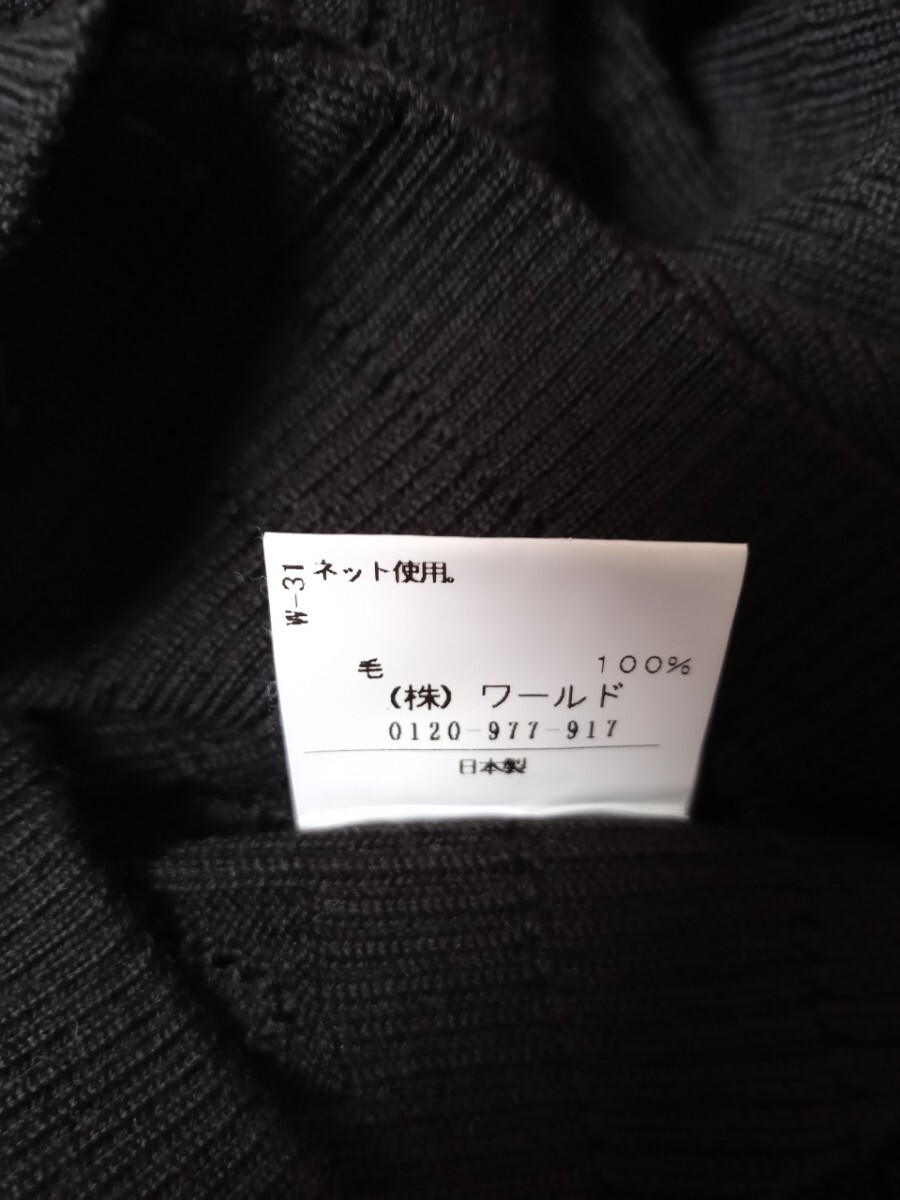 W-31
ネット使用。
毛 100%
(株) ワールド
0120-977-917
日本製